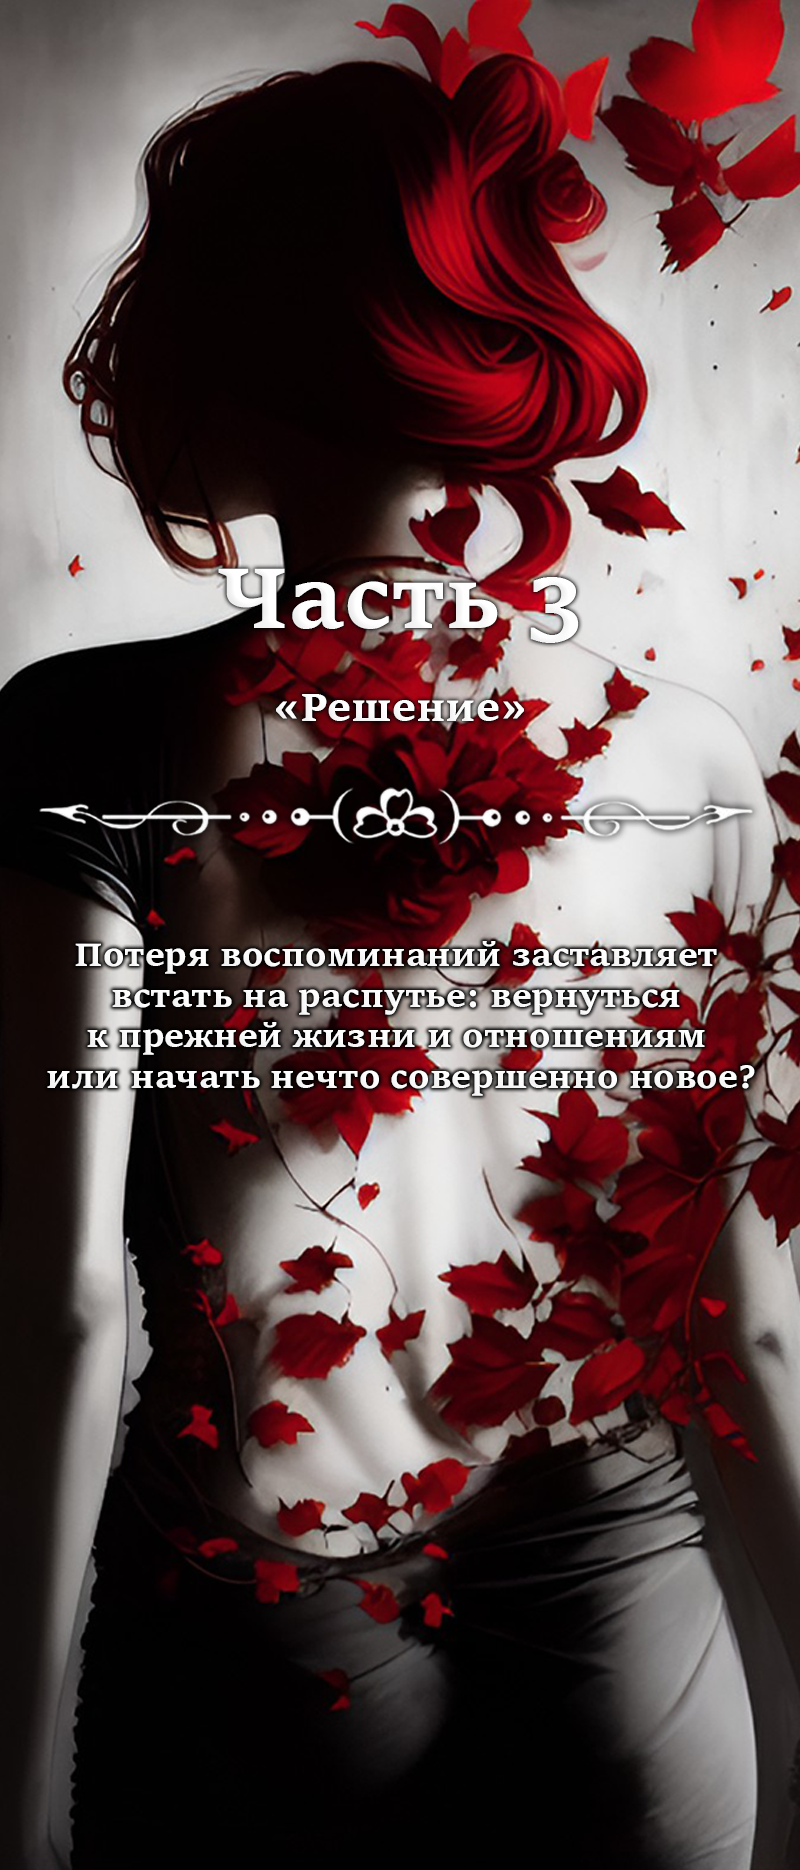 Часть 3
«Решение»
Потеря воспоминаний заставляет
встать на распутье: вернуться
к прежней жизни и отношениям
или начать нечто совершенно новое?